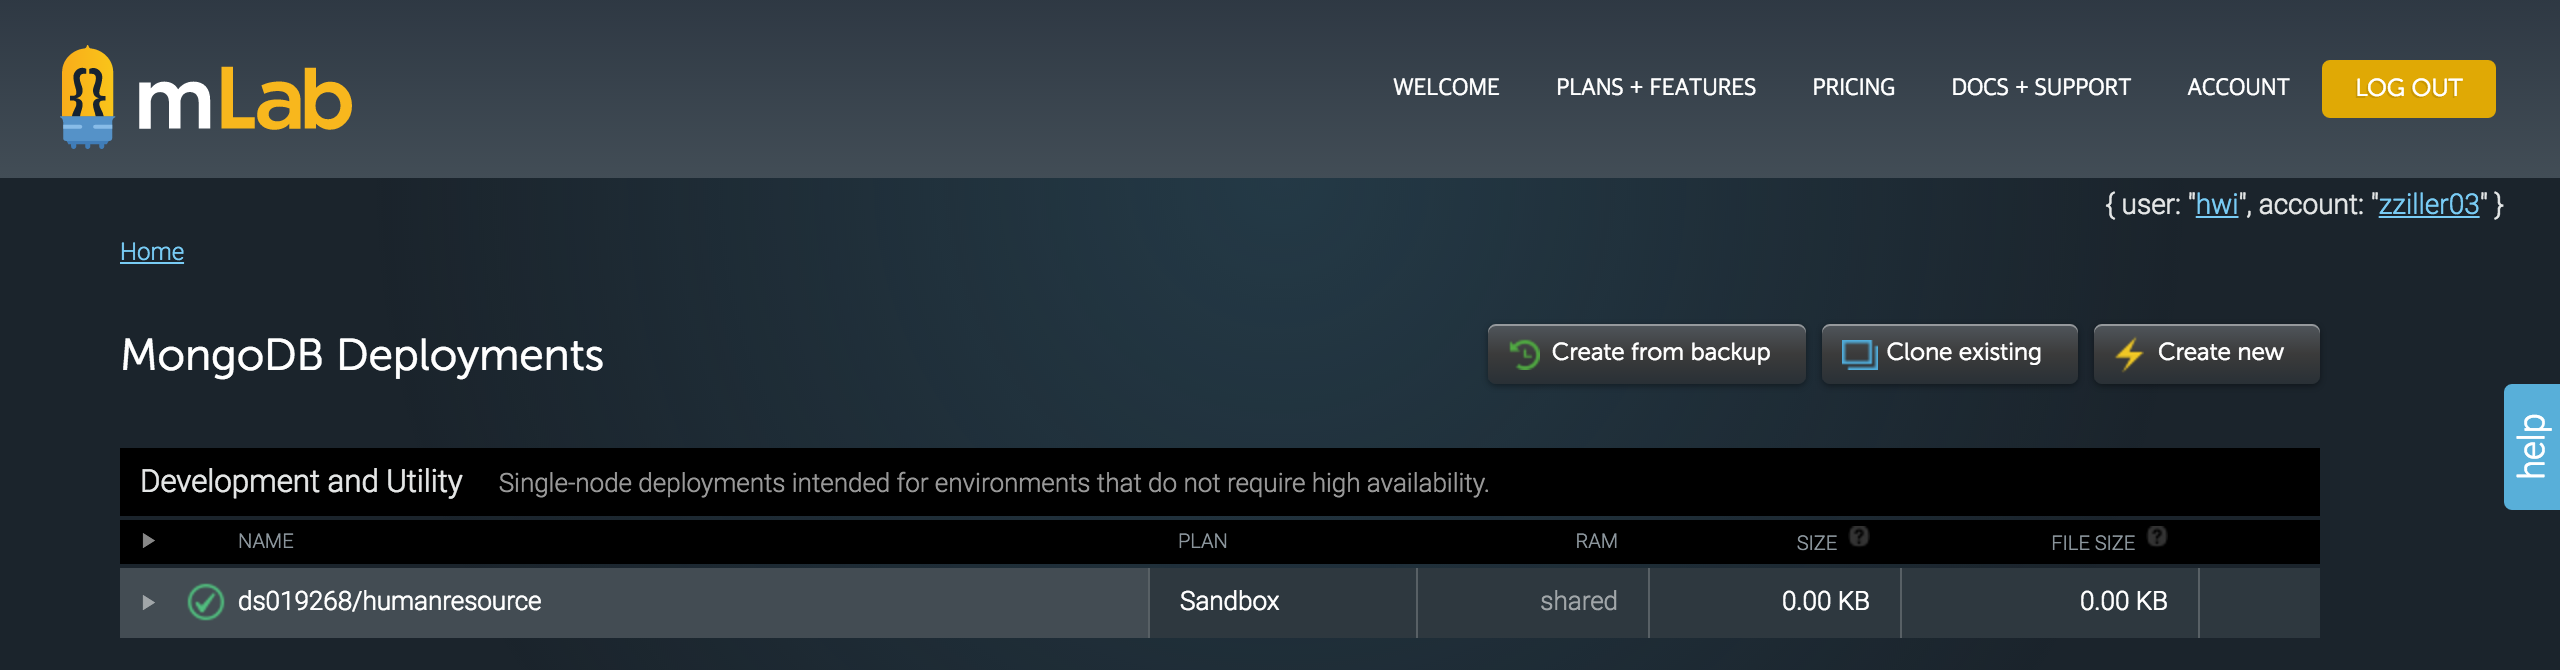 mLab
WELCOME PLANS + FEATURES PRICING DOCS + SUPPORT ACCOUNT LOG OUT
{ user: "hwi", account: "zziller03" }
Home
MongoDB Deployments
Create from backup Clone existing Create new
help
Development and Utility Single-node deployments intended for environments that do not require high availability.
NAME PLAN RAM SIZE ? FILE SIZE ?
ds019268/humanresource Sandbox shared 0.00 KB 0.00 KB